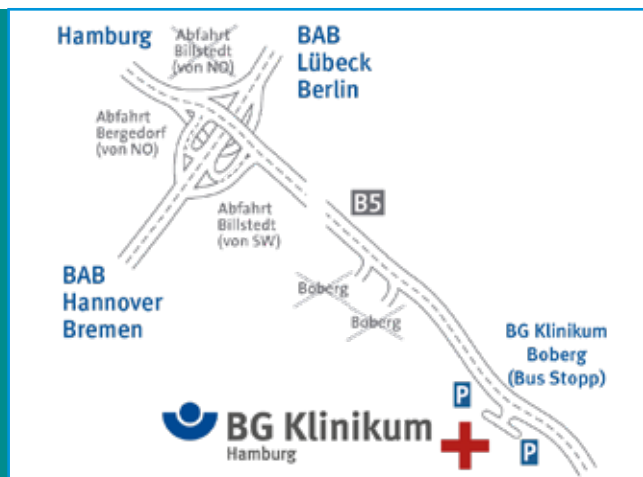 Hamburg
Abfahrt
Billstedt
(von NO)
BAB
Lübeck
Berlin
Abfahrt
Bergedorf
(von NO)
Abfahrt
Billstedt
(von SW)
B5
BAB
Hannover
Bremen
Boberg
Boberg
BG Klinikum
Boberg
(Bus Stopp)
P
P
BG Klinikum
Hamburg